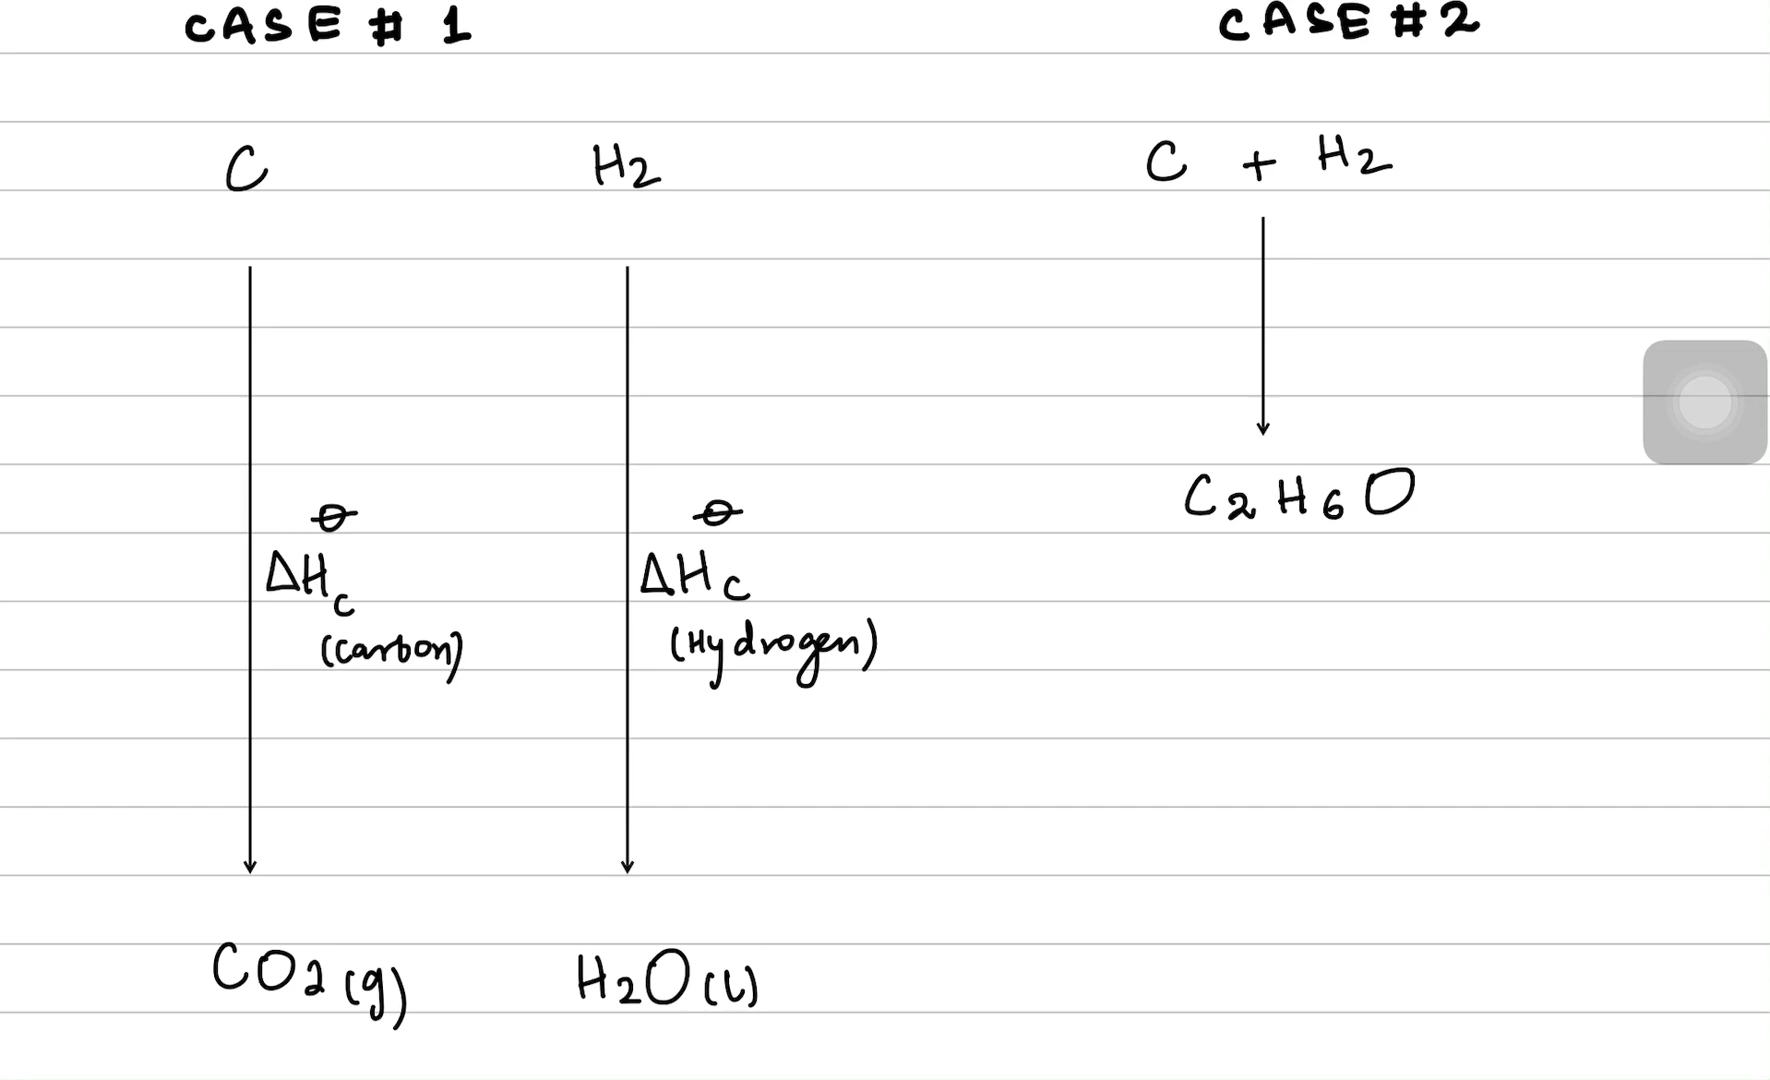 CASE # 1
CASE # 2
C
H2
C + H2
C2H6O
ΔHc⦵
(carbon)
ΔHc⦵
(Hydrogen)
CO2(g)
H2O(l)